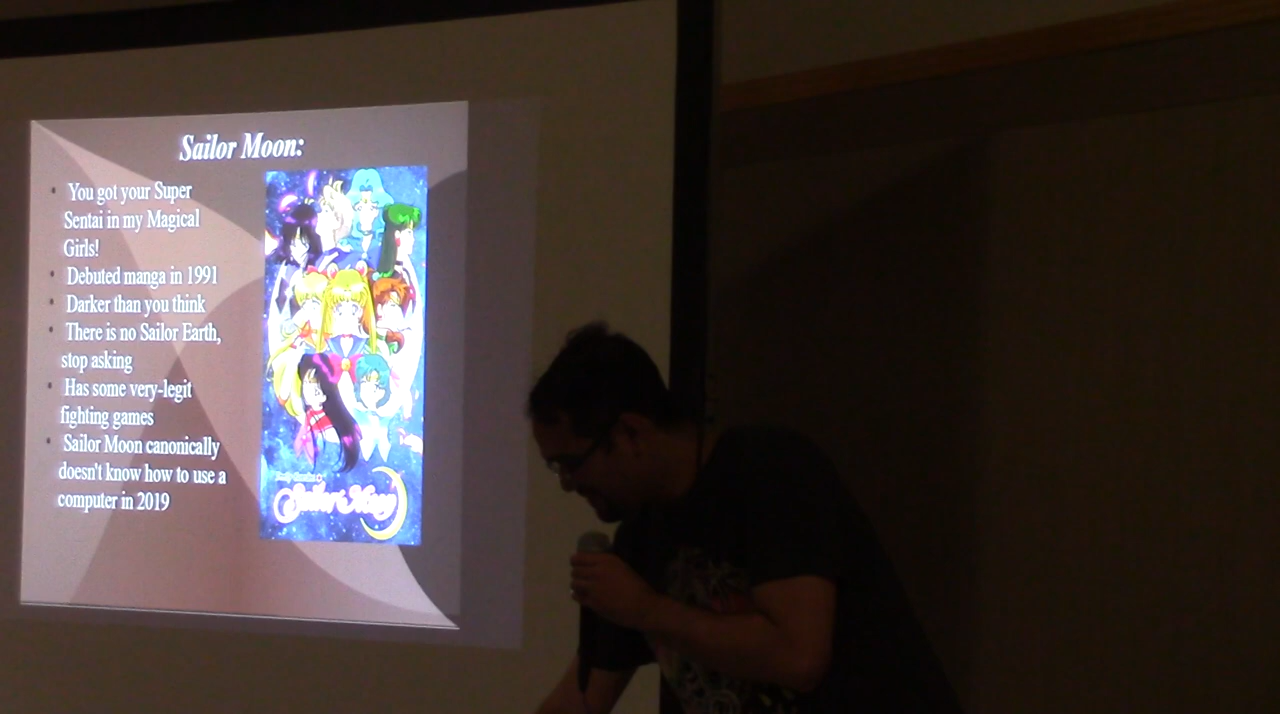 Sailor Moon:
• You got your Super
Sentai in my Magical
Girls!
• Debuted manga in 1991
• Darker than you think
• There is no Sailor Earth,
stop asking
• Has some very-legit
fighting games
• Sailor Moon canonically
doesn't know how to use a
computer in 2019
Sailor Moon